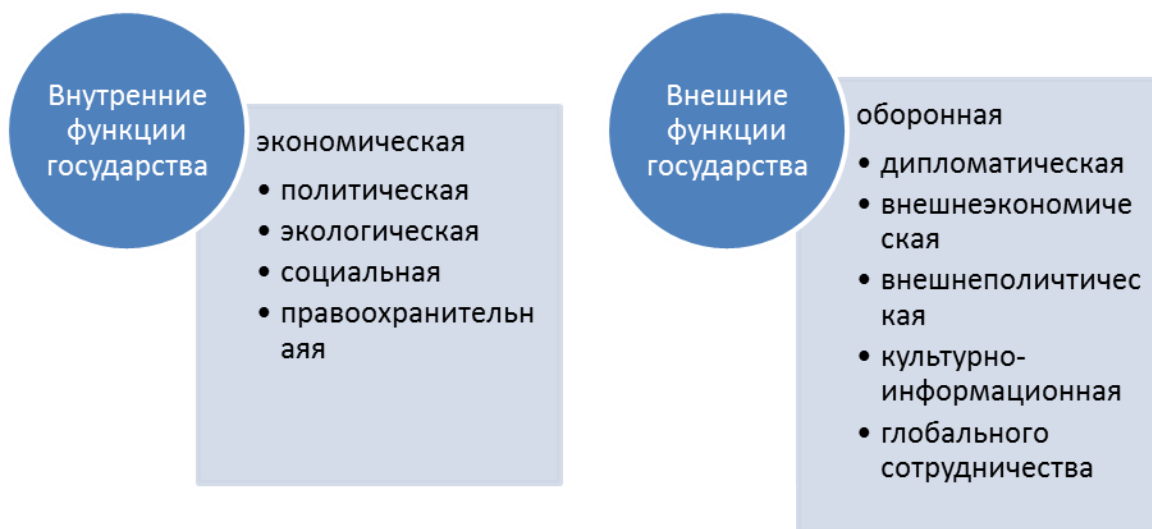 Внутренние
функции
государства
экономическая
• политическая
• экологическая
• социальная
• правоохранительн
аяя
Внешние
функции
государства
оборонная
• дипломатическая
• внешнеэкономиче
ская
• внешнеполичтичес
кая
• культурно-
информационная
• глобального
сотрудничества